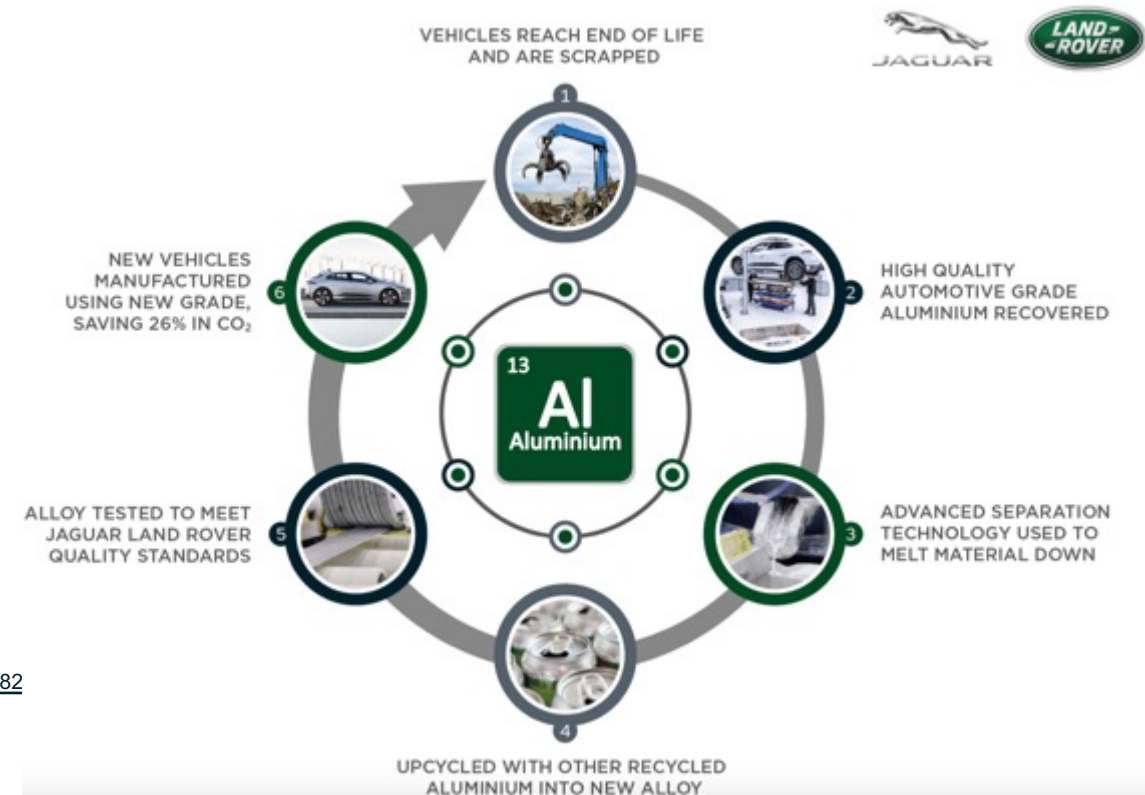 VEHICLES REACH END OF LIFE
AND ARE SCRAPPED
JAGUAR
LAND-
-ROVER
1
NEW VEHICLES
MANUFACTURED
USING NEW GRADE,
SAVING 26% IN CO₂
6
2
HIGH QUALITY
AUTOMOTIVE GRADE
ALUMINIUM RECOVERED
13
Al
Aluminium
ALLOY TESTED TO MEET
JAGUAR LAND ROVER
QUALITY STANDARDS
5
3
ADVANCED SEPARATION
TECHNOLOGY USED TO
MELT MATERIAL DOWN
82
4
UPCYCLED WITH OTHER RECYCLED
ALUMINIUM INTO NEW ALLOY